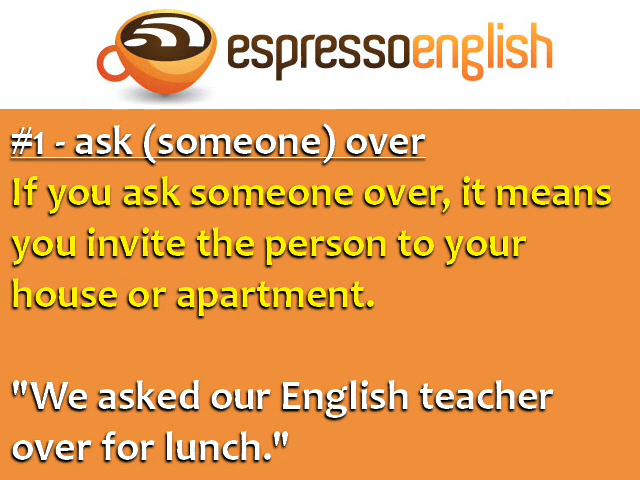 espressoenglish
#1 - ask (someone) over
If you ask someone over, it means
you invite the person to your
house or apartment.
"We asked our English teacher
over for lunch."